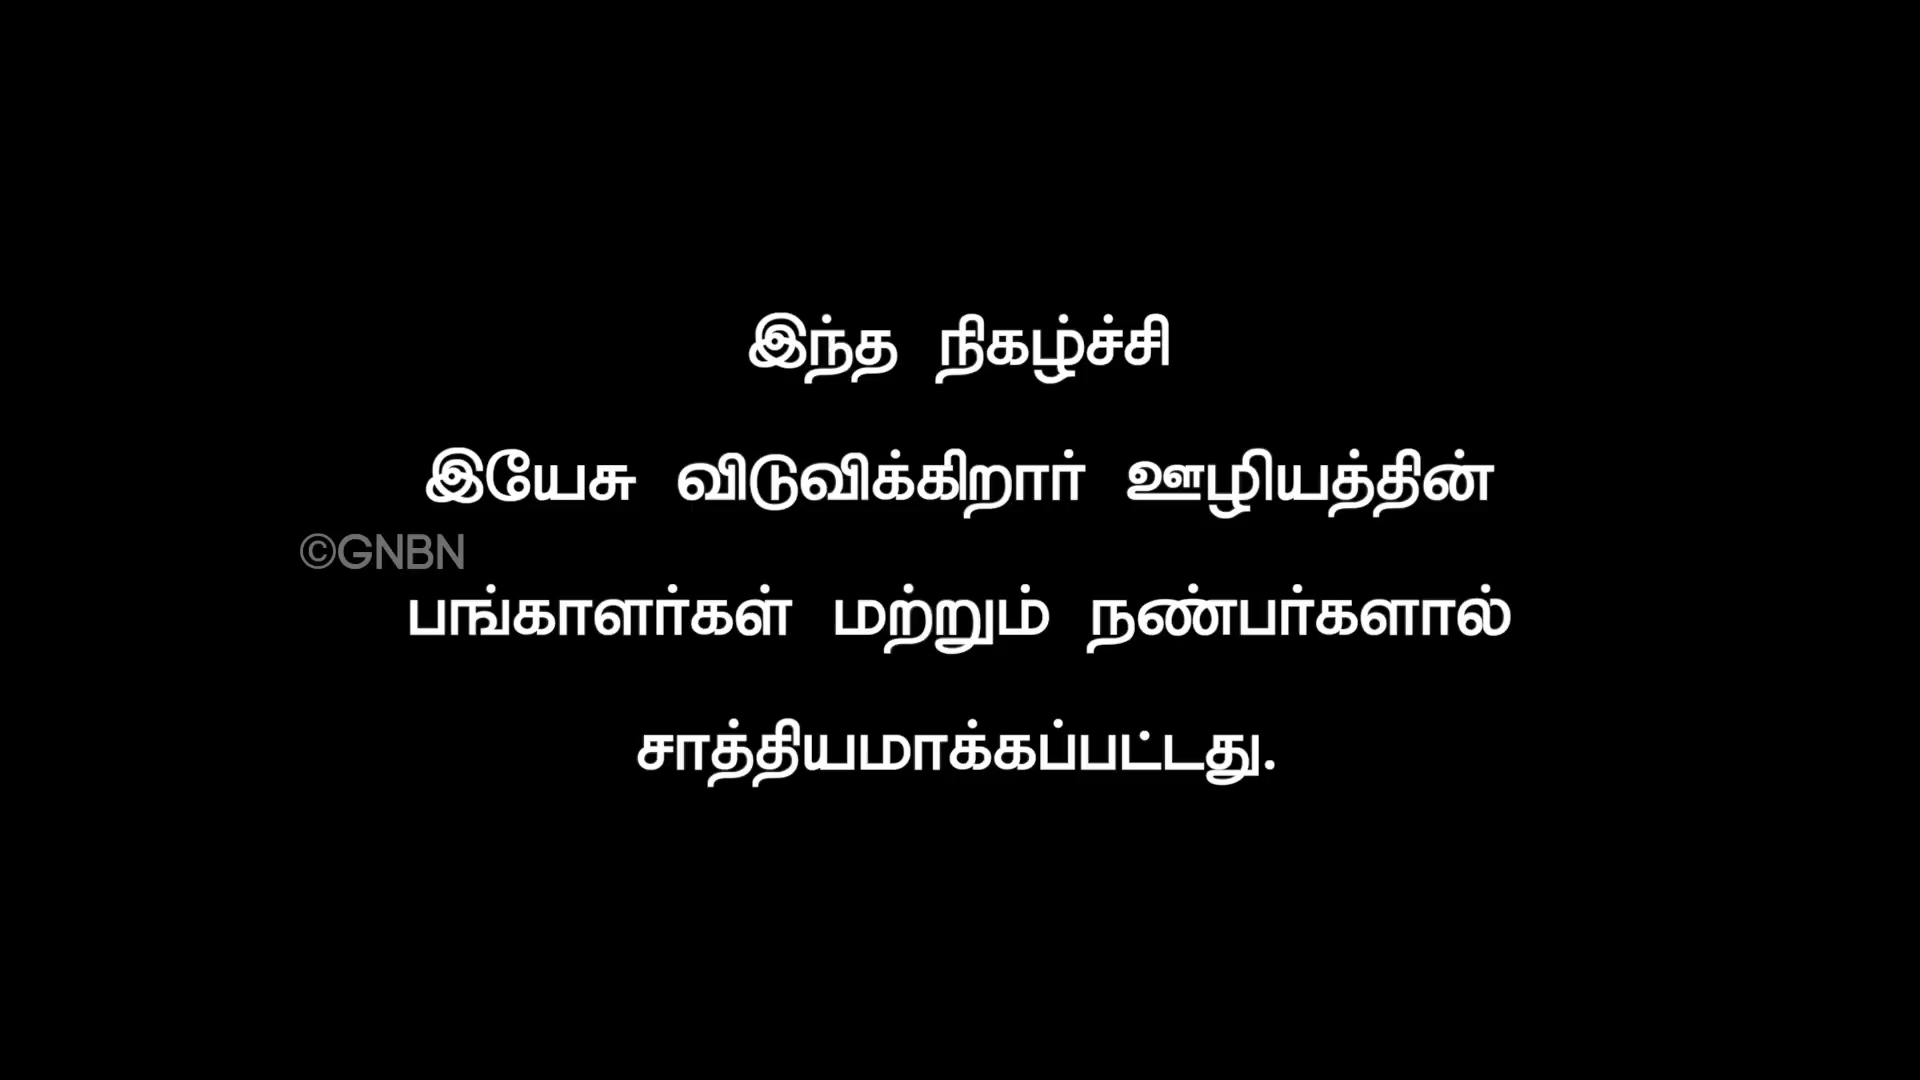 இந்த நிகழ்ச்சி
இயேசு விடுவிக்கிறார் ஊழியத்தின்
©GNBN
பங்காளர்கள் மற்றும் நண்பர்களால்
சாத்தியமாக்கப்பட்டது.